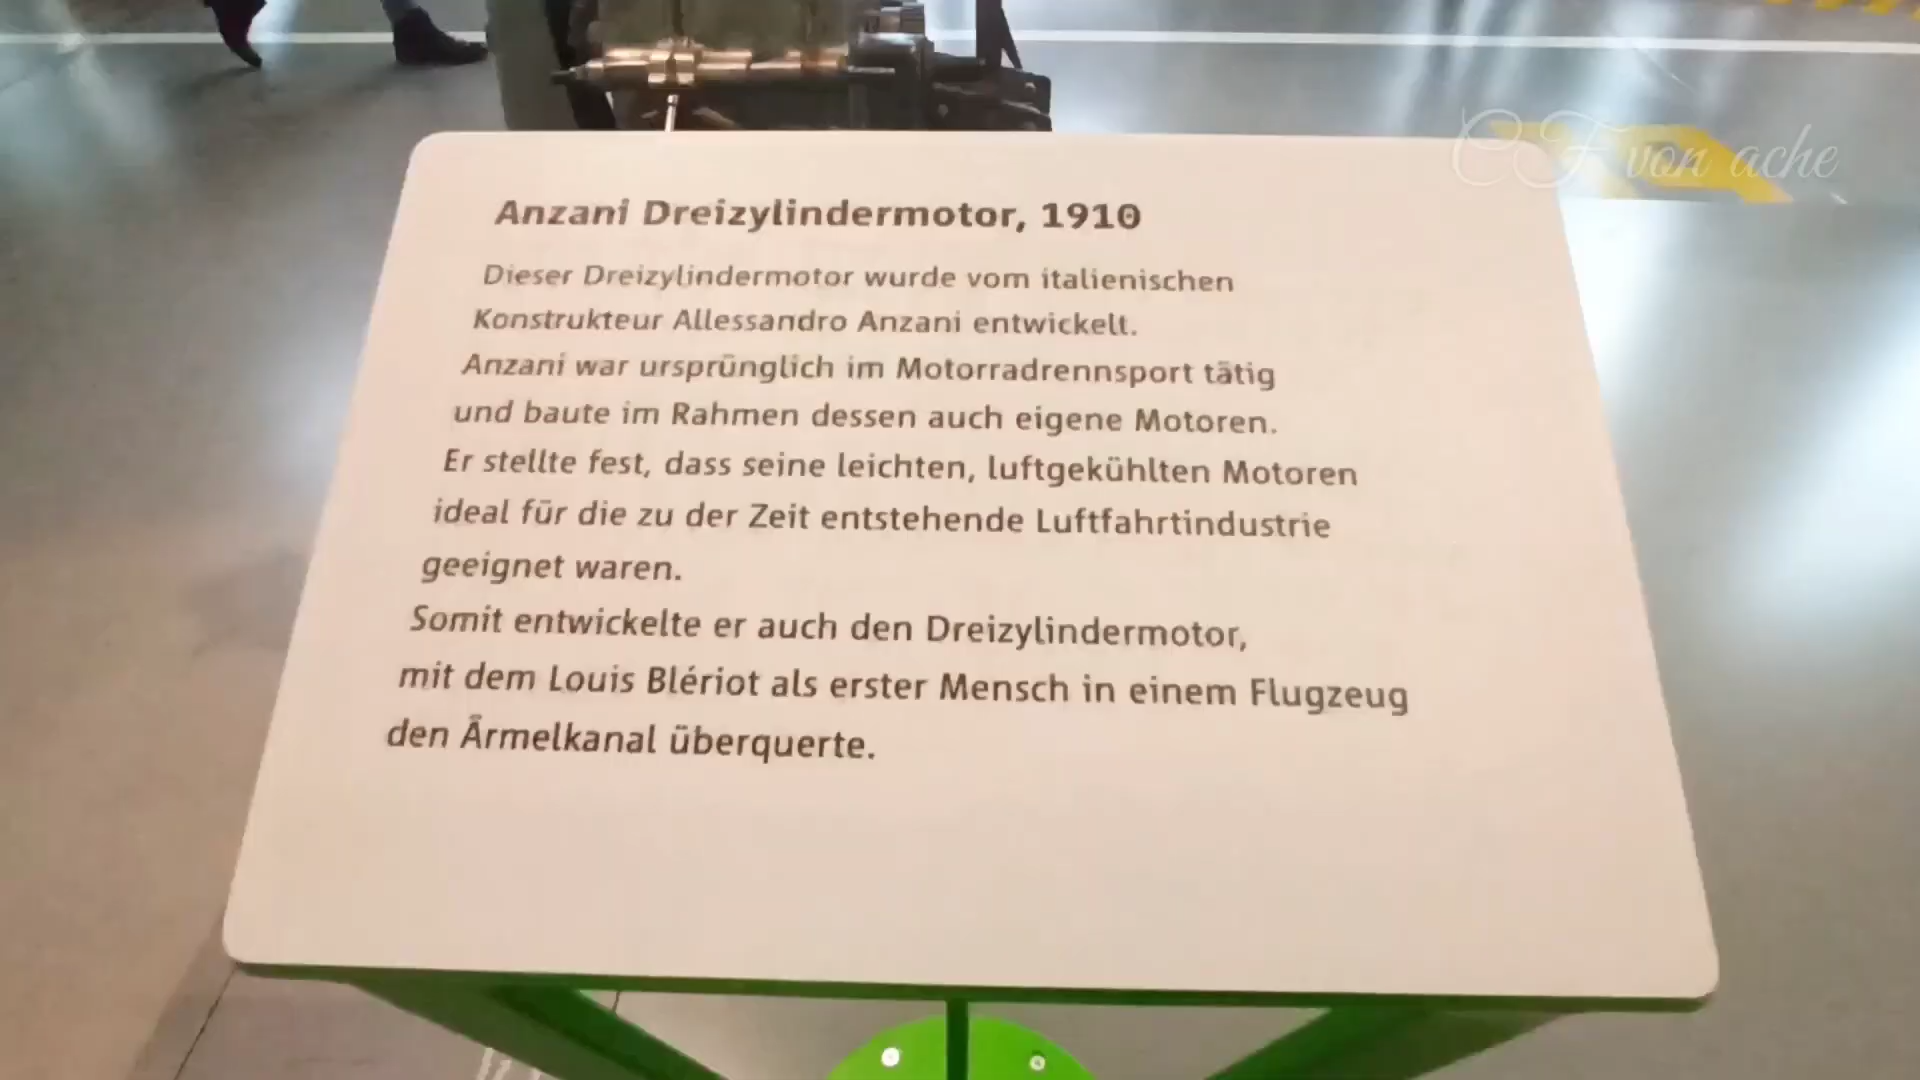 CF von ache
Anzani Dreizylindermotor, 1910
Dieser Dreizylindermotor wurde vom italienischen
Konstrukteur Allessandro Anzani entwickelt.
Anzani war ursprünglich im Motorradrennsport tätig
und baute im Rahmen dessen auch eigene Motoren.
Er stellte fest, dass seine leichten, luftgekühlten Motoren
ideal für die zu der Zeit entstehende Luftfahrtindustrie
geeignet waren.
Somit entwickelte er auch den Dreizylindermotor,
mit dem Louis Blériot als erster Mensch in einem Flugzeug
den Ärmelkanal überquerte.